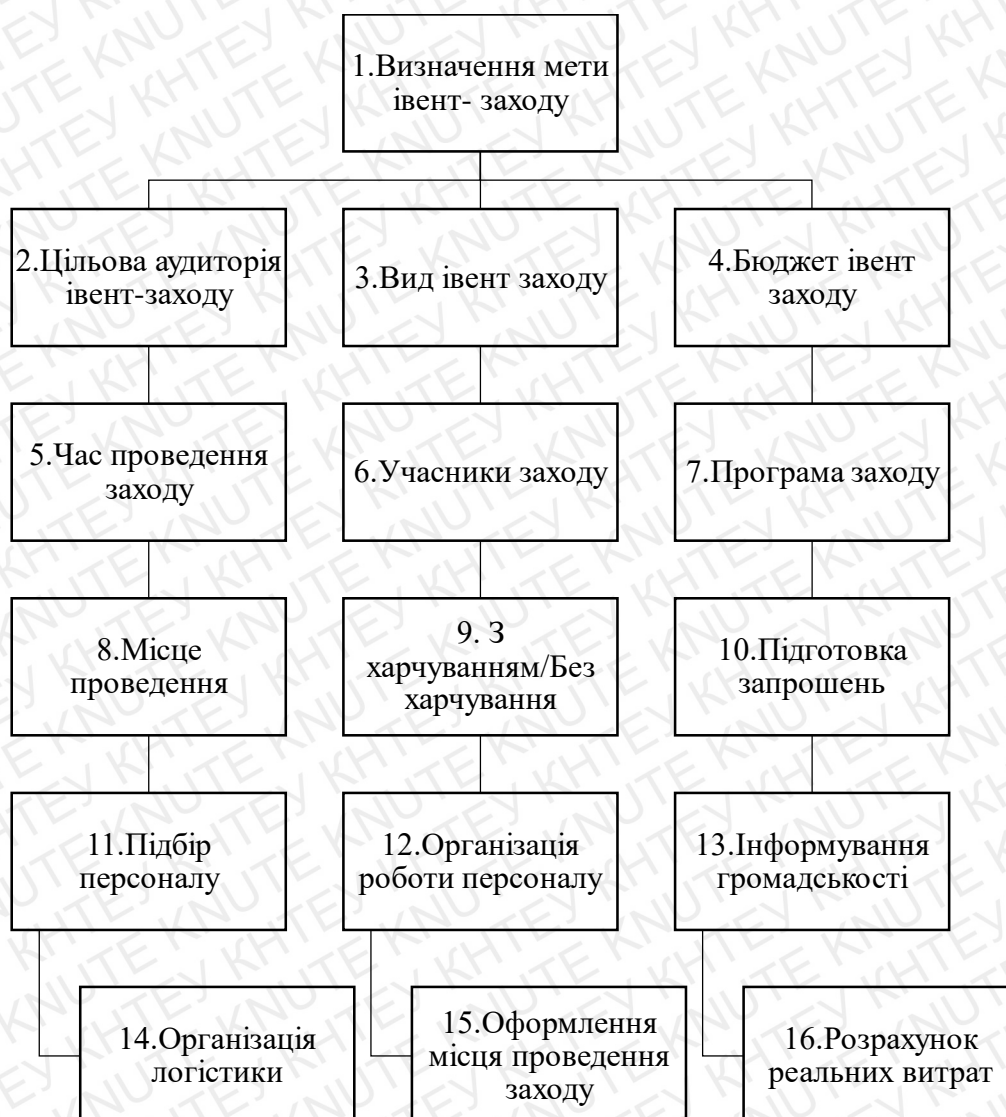 1.Визначення мети
івент- заходу
2.Цільова аудиторія
івент-заходу
3.Вид івент заходу
4.Бюджет івент
заходу
5.Час проведення
заходу
6.Учасники заходу
7.Програма заходу
8.Місце
проведення
9. З
харчуванням/Без
харчування
10.Підготовка
запрошень
11.Підбір
персоналу
12.Організація
роботи персоналу
13.Інформування
громадськості
14.Організація
логістики
15.Оформлення
місця проведення
заходу
16.Розрахунок
реальних витрат